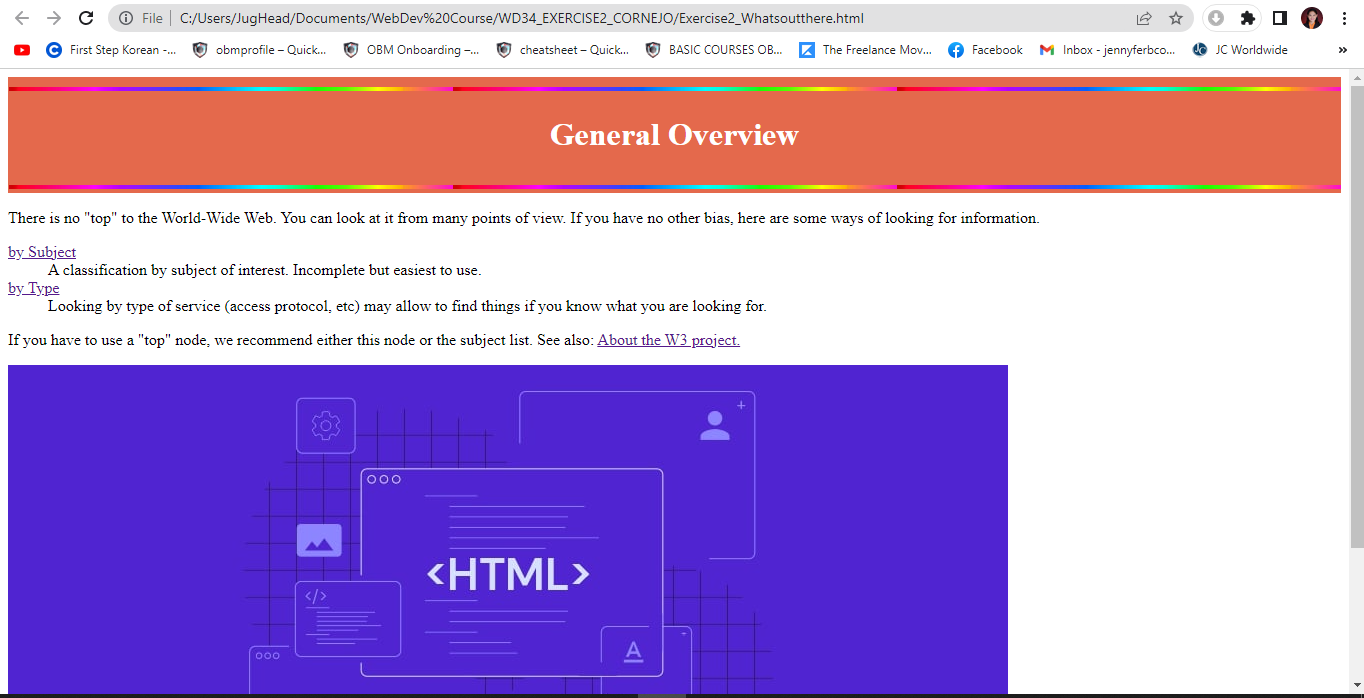 File C:/Users/JugHead/Documents/WebDev%20Course/WD34_EXERCISE2_CORNEJO/Exercise2_Whatsoutthere.html
First Step Korean -... obmprofile – Quick... OBM Onboarding –... cheatsheet – Quick... BASIC COURSES OB... The Freelance Mov... Facebook Inbox - jennyferbco... JC Worldwide »
General Overview
There is no "top" to the World-Wide Web. You can look at it from many points of view. If you have no other bias, here are some ways of looking for information.
by Subject
A classification by subject of interest. Incomplete but easiest to use.
by Type
Looking by type of service (access protocol, etc) may allow to find things if you know what you are looking for.
If you have to use a "top" node, we recommend either this node or the subject list. See also: About the W3 project.
<HTML>
</>
A